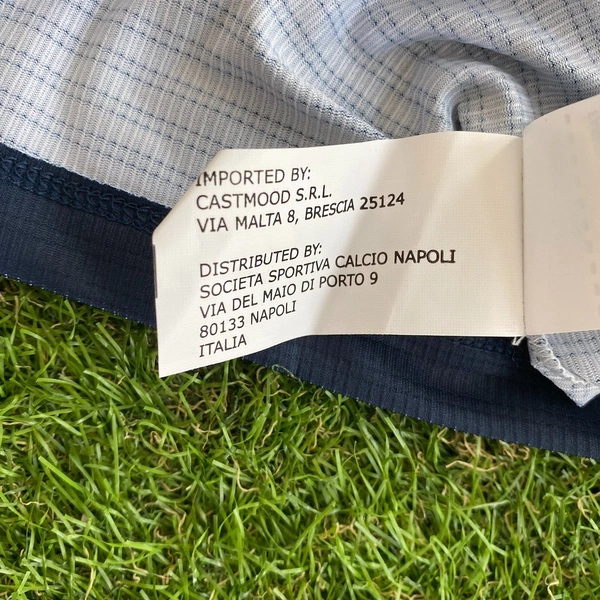 IMPORTED BY:
CASTMOOD S.R.L.
VIA MALTA 8, BRESCIA 25124
DISTRIBUTED BY:
SOCIETA SPORTIVA CALCIO NAPOLI
VIA DEL MAIO DI PORTO 9
80133 NAPOLI
ITALIA